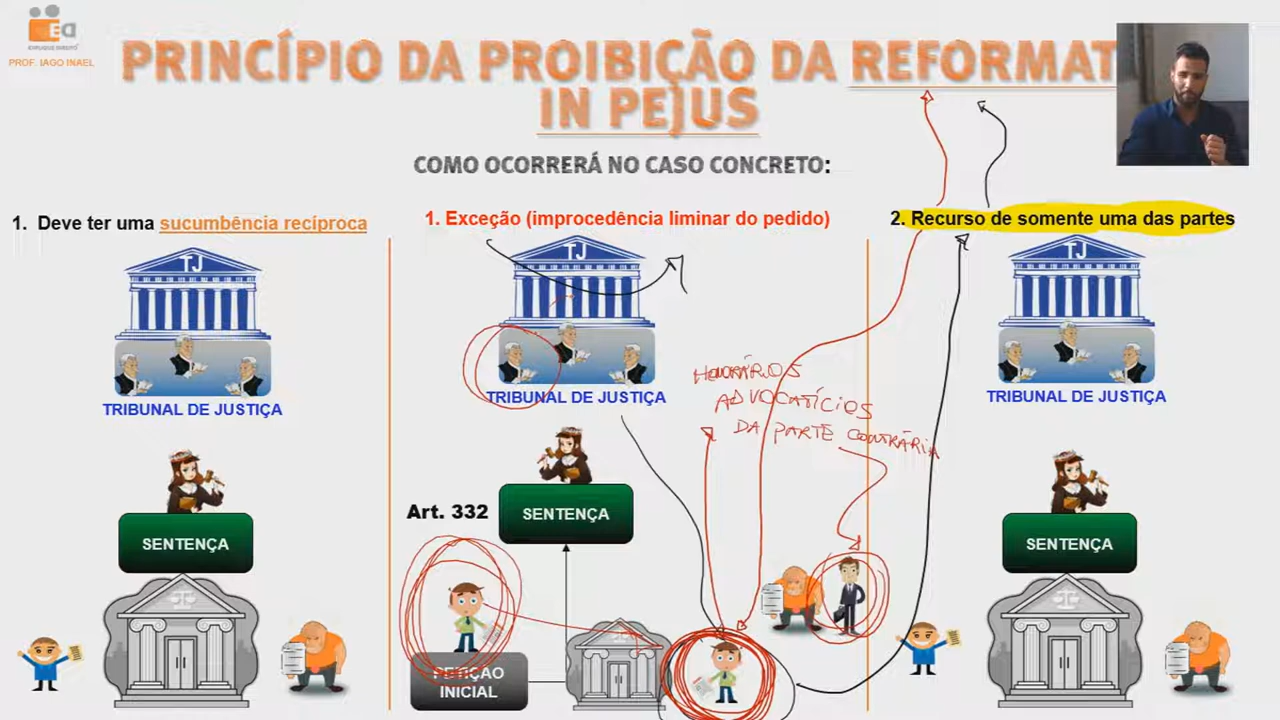 ED
EXPLIQUE DIREITO
PROF. IAGO INAEL
PRINCÍPIO DA PROIBIÇÃO DA REFORMAT
IN PEJUS
COMO OCORRERÁ NO CASO CONCRETO:
1. Deve ter uma sucumbência recíproca
TJ
TRIBUNAL DE JUSTIÇA
SENTENÇA
1. Exceção (improcedência liminar do pedido)
TJ
TRIBUNAL DE JUSTIÇA
HONORÁRIOS
ADVOCATÍCIOS
DA PARTE CONTRÁRIA
Art. 332
SENTENÇA
PETIÇÃO
INICIAL
2. Recurso de somente uma das partes
TJ
TRIBUNAL DE JUSTIÇA
SENTENÇA